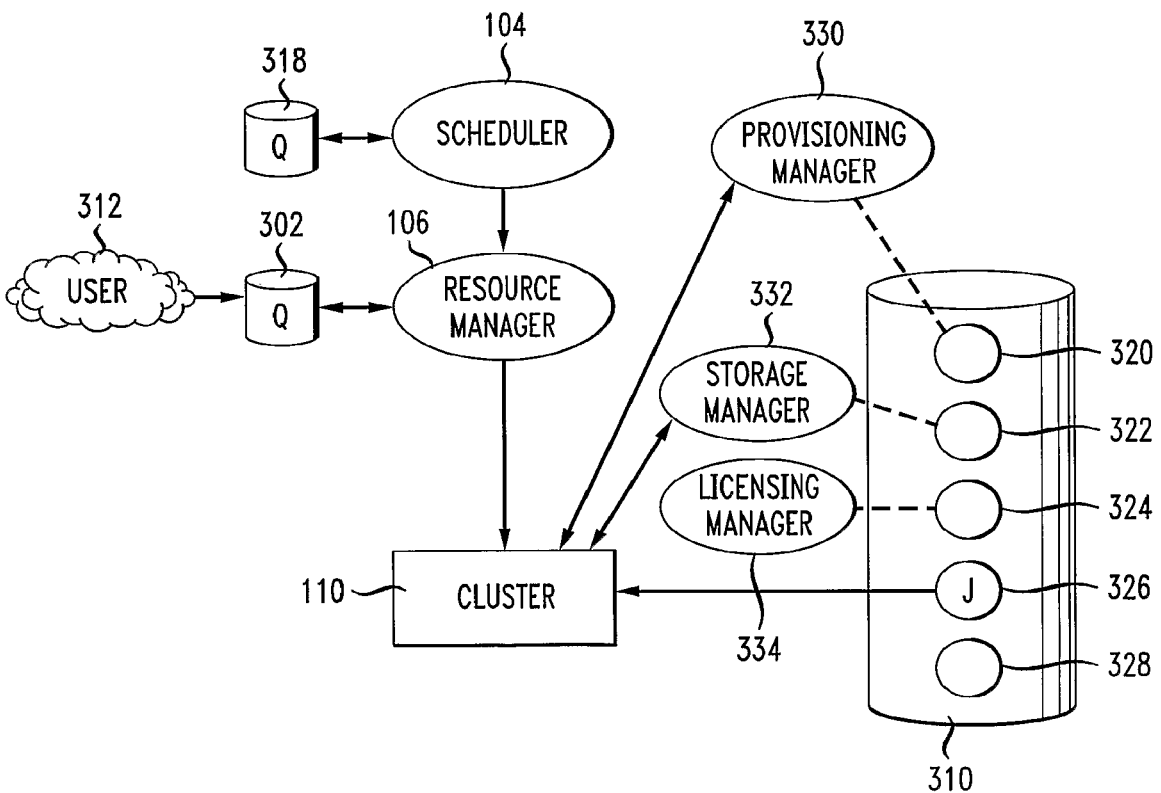 104
330
318
SCHEDULER
Q
PROVISIONING
MANAGER
312
302
106
USER
Q
RESOURCE
MANAGER
332
STORAGE
MANAGER
320
322
LICENSING
MANAGER
324
110
CLUSTER
J
326
334
328
310